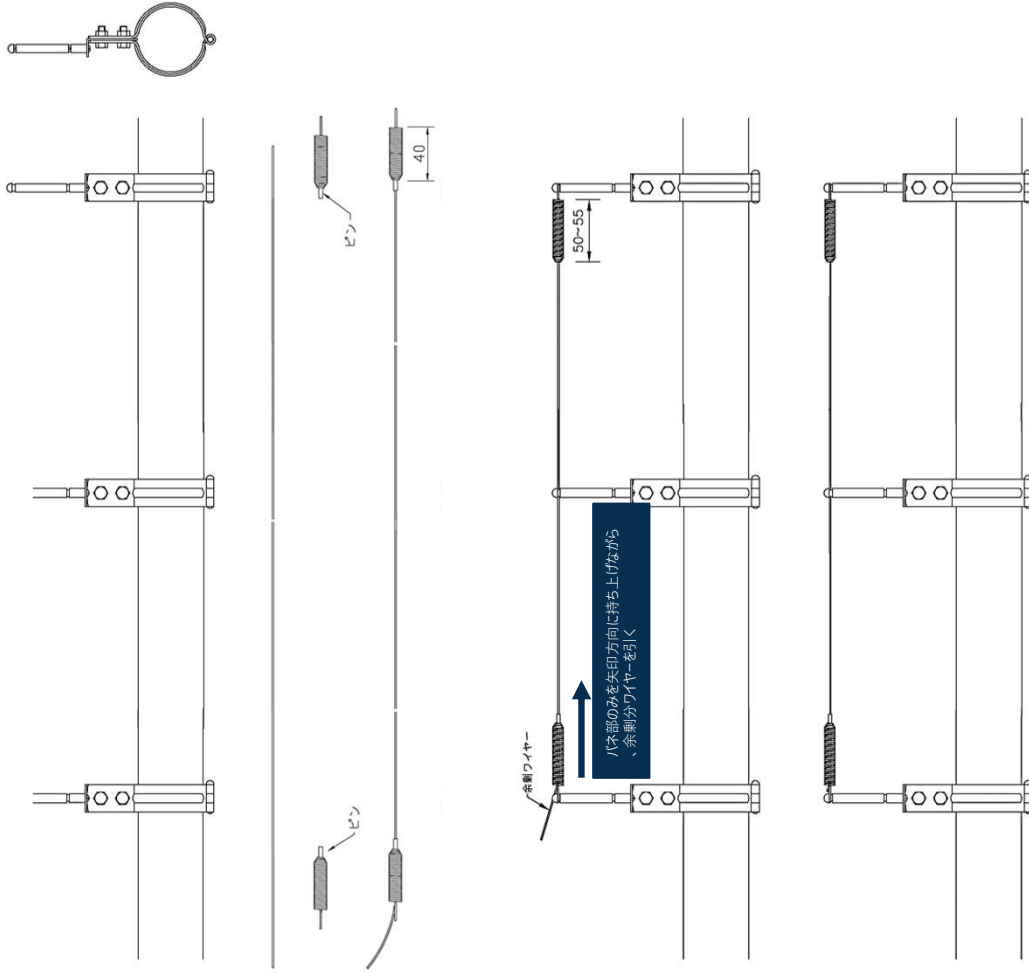 40
ピン
50~55
バネ部のみを矢印方向に持ち上げながら
、余剰分ワイヤーを引く
余剰ワイヤー
ピン